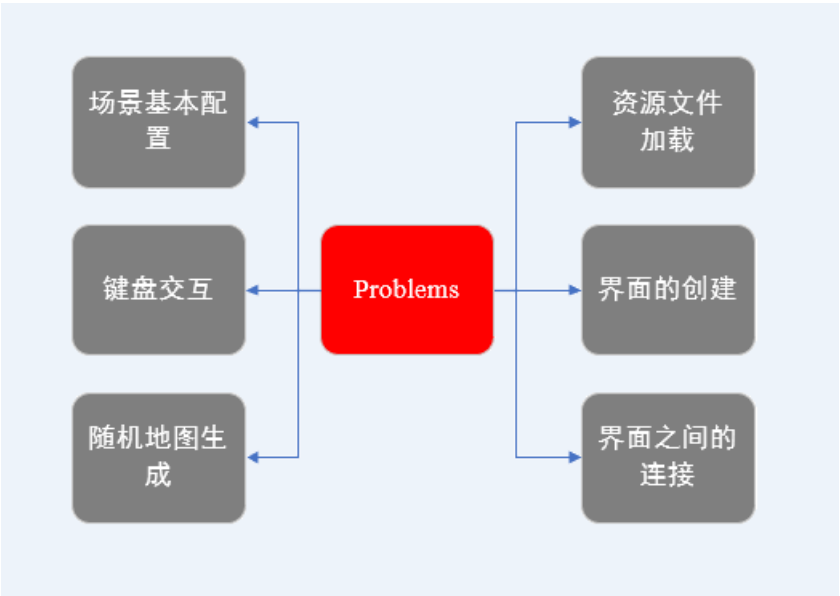 场景基本配
置
键盘交互
随机地图生
成
Problems
资源文件
加载
界面的创建
界面之间的
连接